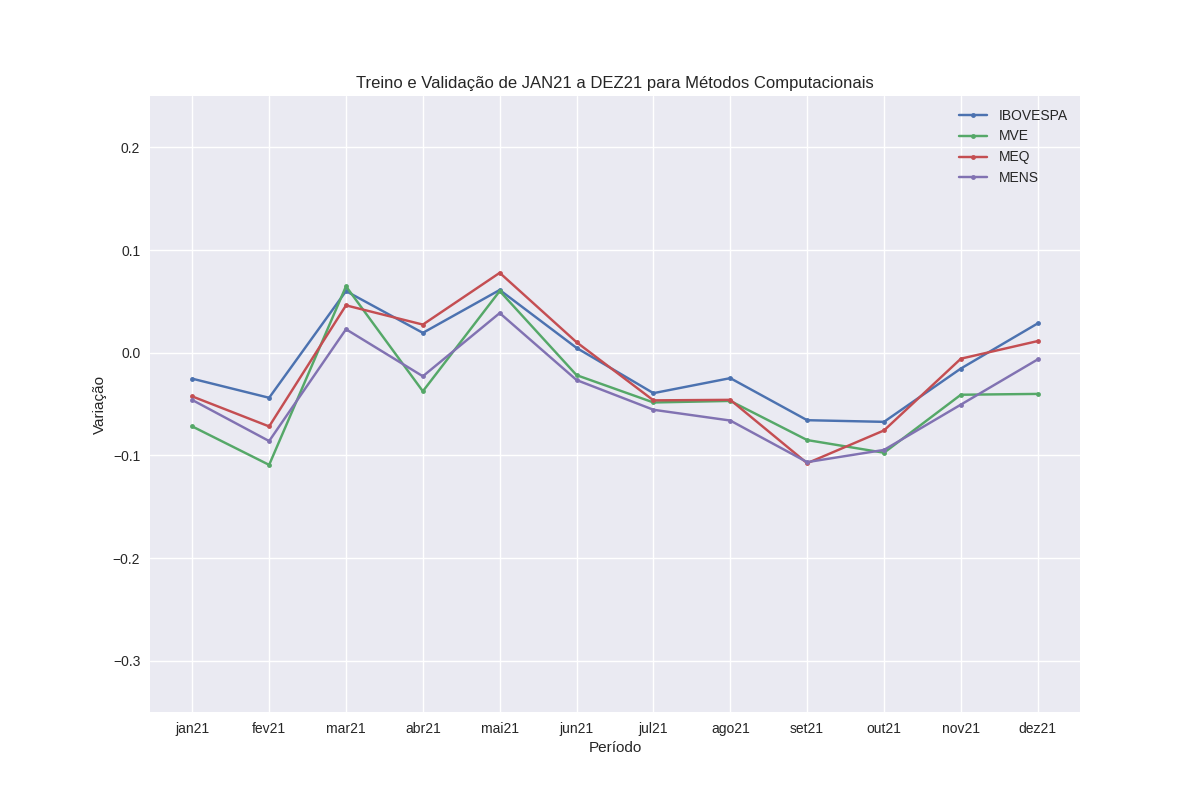 Treino e Validação de JAN21 a DEZ21 para Métodos Computacionais
IBOVESPA
MVE
MEQ
MENS
0.2
0.1
0.0
−0.1
−0.2
−0.3
Variação
jan21 fev21 mar21 abr21 mai21 jun21 jul21 ago21 set21 out21 nov21 dez21
Período